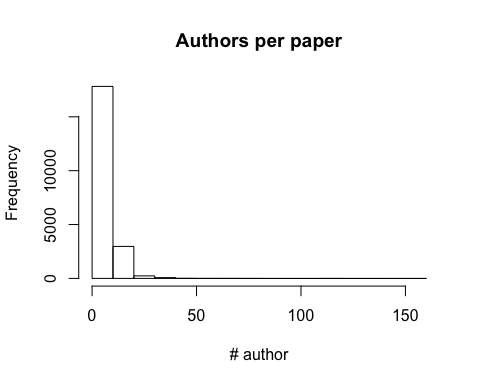 Authors per paper
Frequency
10000
5000
0
0 50 100 150
# author